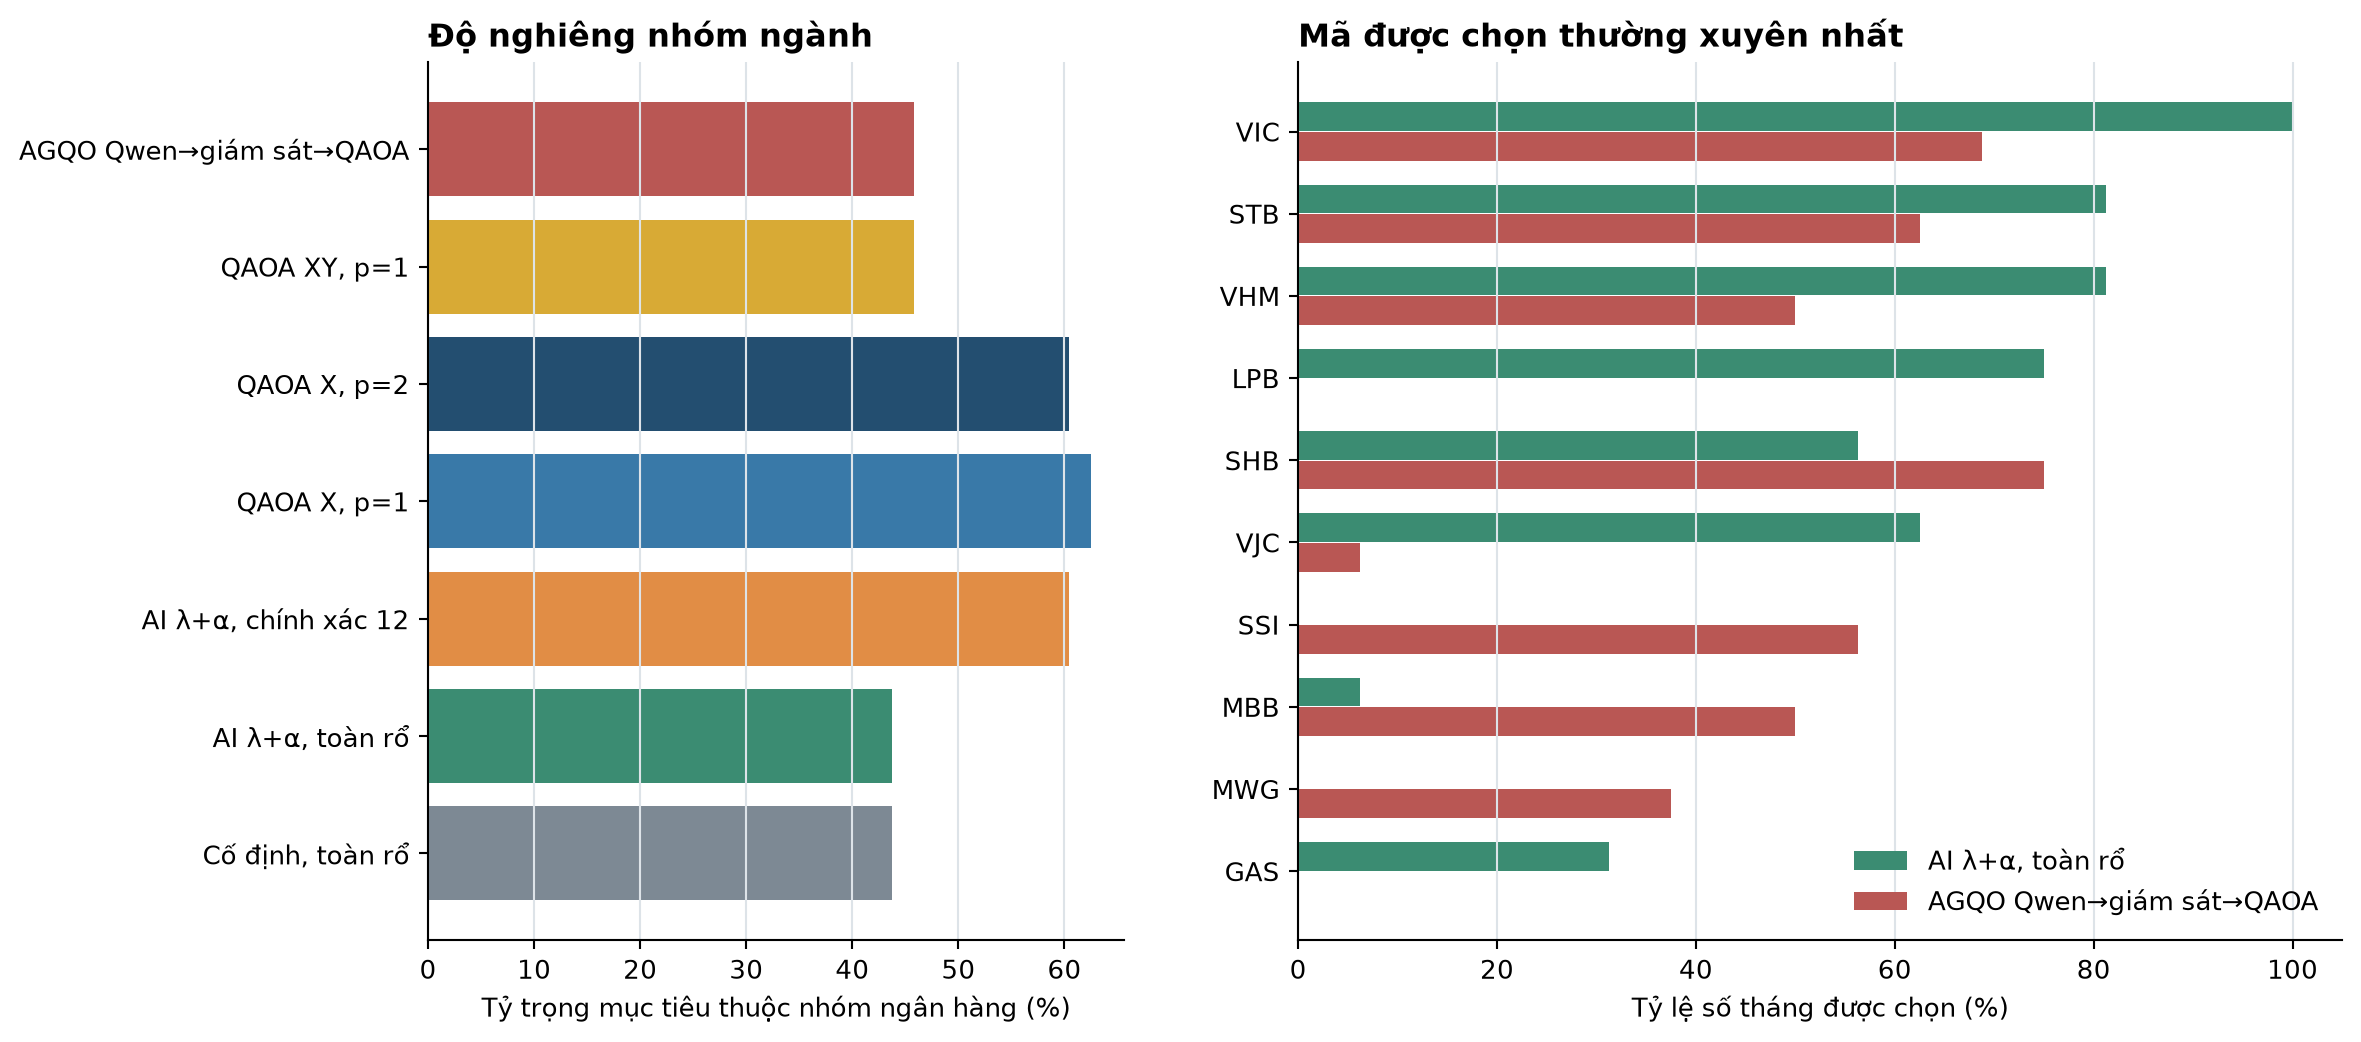 Độ nghiêng nhóm ngành
AGQO Qwen→giám sát→QAOA
QAOA XY, p=1
QAOA X, p=2
QAOA X, p=1
AI λ+α, chính xác 12
AI λ+α, toàn rổ
Cố định, toàn rổ
0 10 20 30 40 50 60
Tỷ trọng mục tiêu thuộc nhóm ngân hàng (%)
Mã được chọn thường xuyên nhất
VIC
STB
VHM
LPB
SHB
VJC
SSI
MBB
MWG
GAS
AI λ+α, toàn rổ
AGQO Qwen→giám sát→QAOA
0 20 40 60 80 100
Tỷ lệ số tháng được chọn (%)